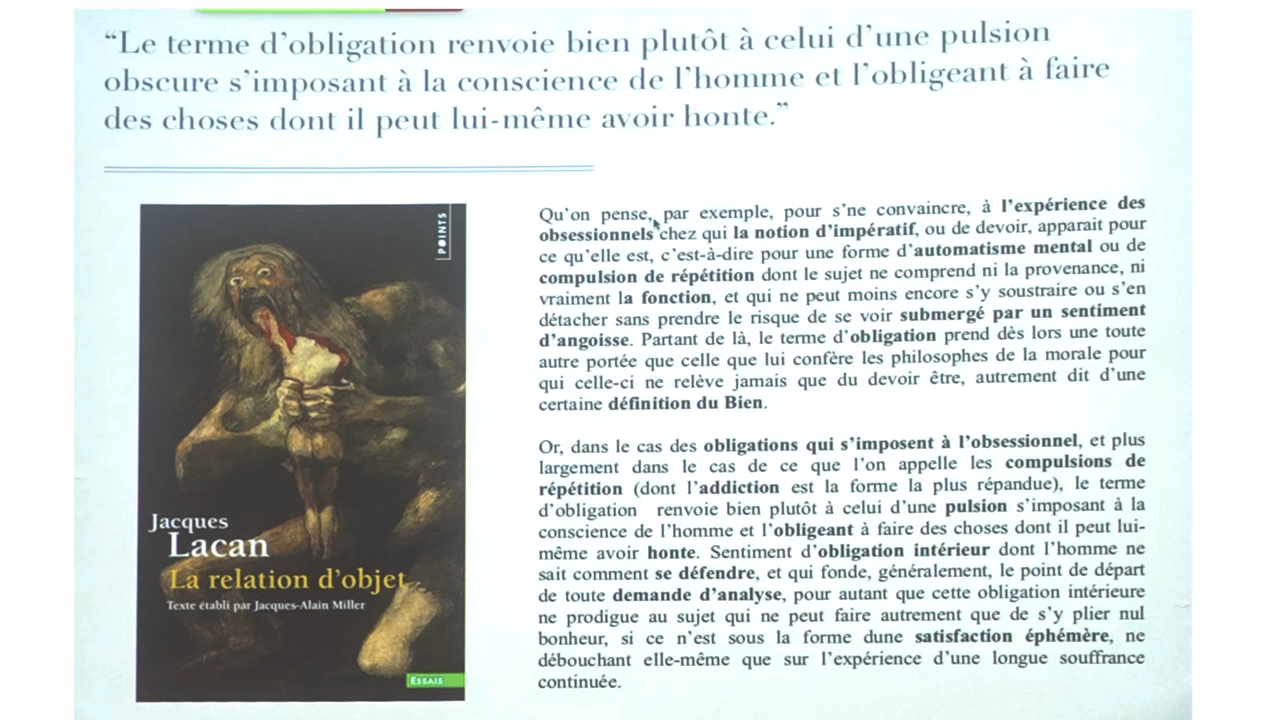 “Le terme d’obligation renvoie bien plutôt à celui d’une pulsion
obscure s’imposant à la conscience de l’homme et l’obligeant à faire
des choses dont il peut lui-même avoir honte.”
POINTS
Jacques
Lacan
La relation d’objet
Texte établi par Jacques-Alain Miller
ESSAIS
Qu’on pense, par exemple, pour s’ne convaincre, à l’expérience des
obsessionnels chez qui la notion d’impératif, ou de devoir, apparait pour
ce qu’elle est, c’est-à-dire pour une forme d’automatisme mental ou de
compulsion de répétition dont le sujet ne comprend ni la provenance, ni
vraiment la fonction, et qui ne peut moins encore s’y soustraire ou s’en
détacher sans prendre le risque de se voir submergé par un sentiment
d’angoisse. Partant de là, le terme d’obligation prend dès lors une toute
autre portée que celle que lui confère les philosophes de la morale pour
qui celle-ci ne relève jamais que du devoir être, autrement dit d’une
certaine définition du Bien.
Or, dans le cas des obligations qui s’imposent à l’obsessionnel, et plus
largement dans le cas de ce que l’on appelle les compulsions de
répétition (dont l’addiction est la forme la plus répandue), le terme
d’obligation renvoie bien plutôt à celui d’une pulsion s’imposant à la
conscience de l’homme et l’obligeant à faire des choses dont il peut lui-
même avoir honte. Sentiment d’obligation intérieur dont l’homme ne
sait comment se défendre, et qui fonde, généralement, le point de départ
de toute demande d’analyse, pour autant que cette obligation intérieure
ne prodigue au sujet qui ne peut faire autrement que de s’y plier nul
bonheur, si ce n’est sous la forme dune satisfaction éphémère, ne
débouchant elle-même que sur l’expérience d’une longue souffrance
continuée.